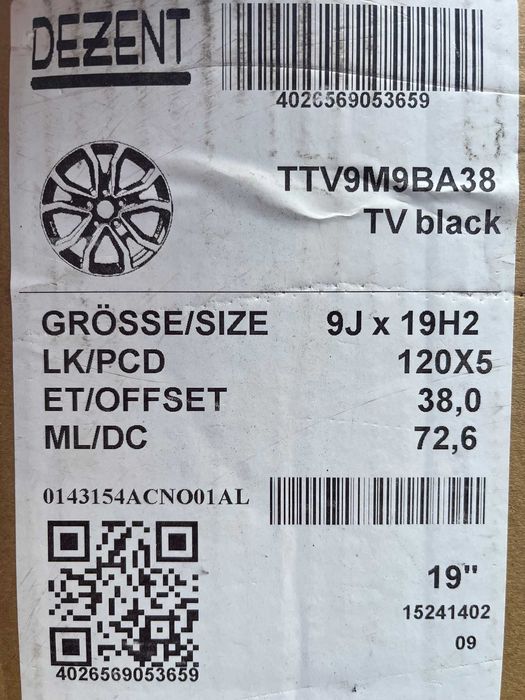 DEZENT
4026569053659
TTV9M9BA38
TV black
GRÖSSE/SIZE 9J x 19H2
LK/PCD 120X5
ET/OFFSET 38,0
ML/DC 72,6
0143154ACNO01AL
19"
15241402
09
4026569053659